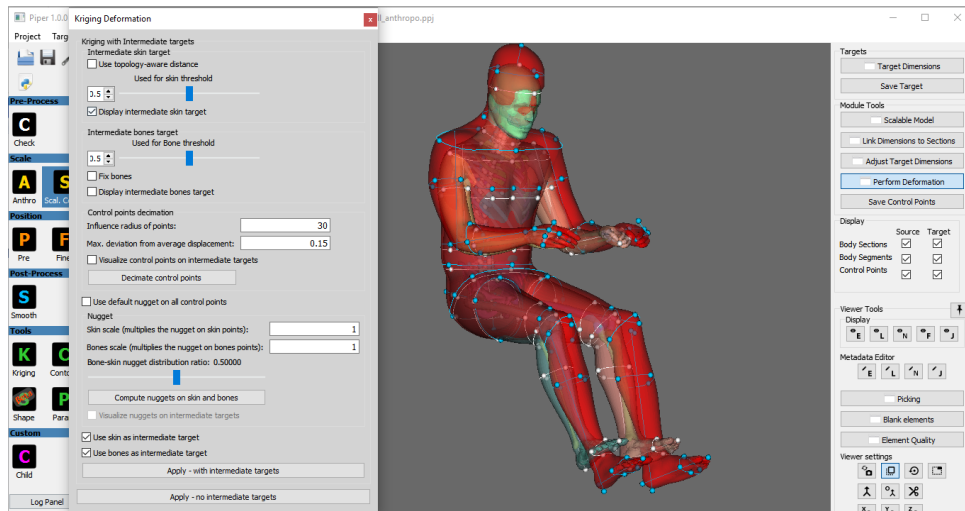 Piper 1.0.0
ll_anthropo.ppj
Kriging Deformation
x
Project
Targ
Kriging with Intermediate targets
Intermediate skin target
Use topology-aware distance
Used for skin threshold
Display intermediate skin target
Intermediate bones target
Used for Bone threshold
Fix bones
Display intermediate bones target
Control points decimation
Influence radius of points: 30
Max. deviation from average displacement: 0.15
Visualize control points on intermediate targets
Decimate control points
Use default nugget on all control points
Nugget
Skin scale (multiplies the nugget on skin points): 1
Bones scale (multiplies the nugget on bones points): 1
Bone-skin nugget distribution ratio: 0.50000
Compute nuggets on skin and bones
Visualize nuggets on intermediate targets
Use skin as intermediate target
Use bones as intermediate target
Apply - with intermediate targets
Apply - no intermediate targets
Pre-Process
C
Check
Scale
A S
Anthro Scal. C
Position
P F
Pre Fine
Post-Process
S
Smooth
Tools
K C
Kriging Conto
P
Shape Para
Custom
C
Child
Log Panel
Targets
Target Dimensions
Save Target
Module Tools
Scalable Model
Link Dimensions to Sections
Adjust Target Dimensions
Perform Deformation
Save Control Points
Display
Source Target
Body Sections
Body Segments
Control Points
Viewer Tools
Display
E L N F J
Metadata Editor
E L N J
Picking
Blank elements
Element Quality
Viewer settings
X Y Z